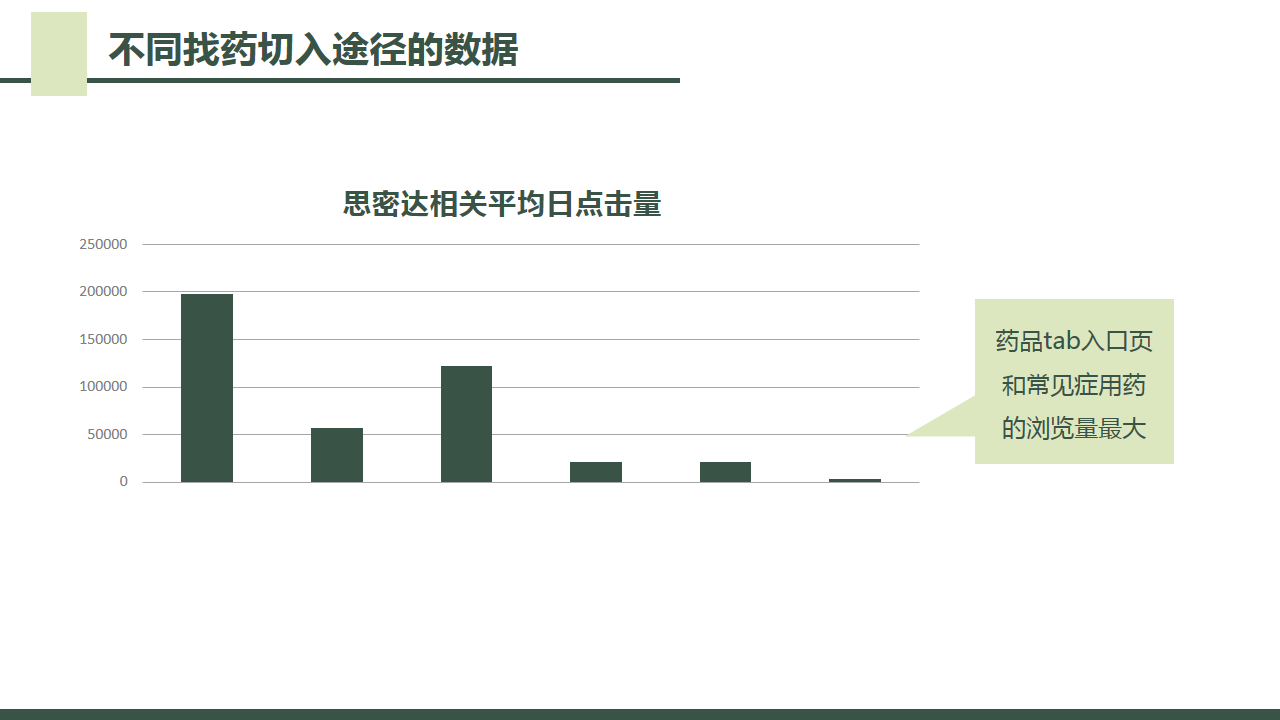 不同找药切入途径的数据
思密达相关平均日点击量
250000
200000
150000
100000
50000
0
药品tab入口页
和常见症用药
的浏览量最大